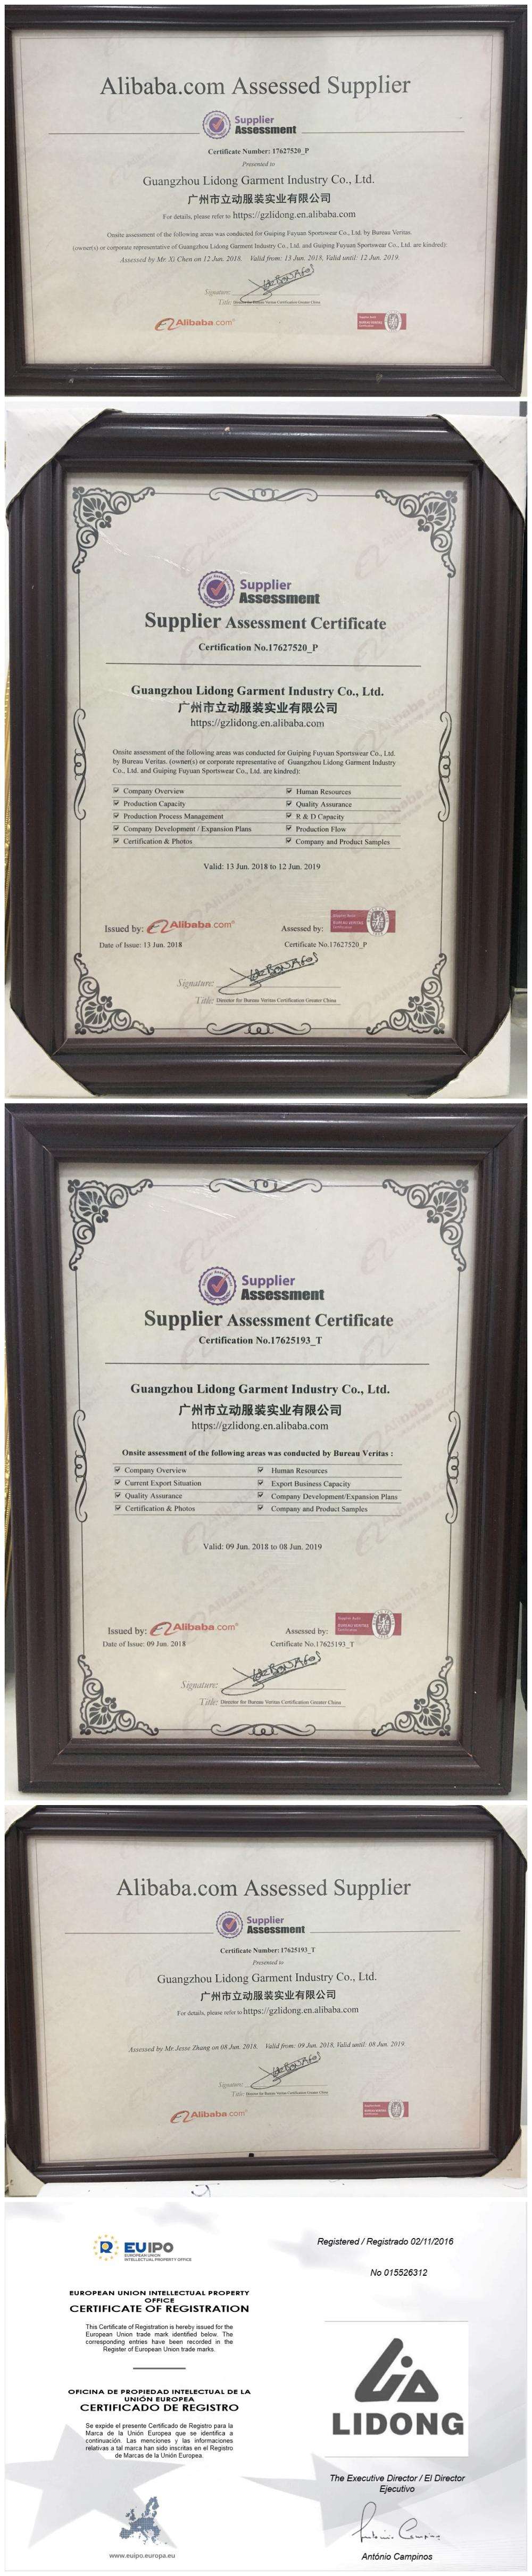 Alibaba.com Assessed Supplier
Supplier
Assessment
Certificate Number: 17627520_P
Presented to
Guangzhou Lidong Garment Industry Co., Ltd.
广州市立动服装实业有限公司
For details, please refer to https://gzlidong.en.alibaba.com
Onsite assessment of the following areas was conducted for Guiping Fuyuan Sportswear Co., Ltd. by Bureau Veritas.
(owner(s) or corporate representative of Guangzhou Lidong Garment Industry Co., Ltd. and Guiping Fuyuan Sportswear Co., Ltd. are kindred):
Assessed by Mr. Xi Chen on 12 Jun. 2018. Valid from: 13 Jun. 2018, Valid until: 12 Jun. 2019.
Signature:
Title: Director for Bureau Veritas Certification Greater China
Alibaba.com
Supplier
Assessment
Supplier Assessment Certificate
Certification No.17627520_P
Guangzhou Lidong Garment Industry Co., Ltd.
广州市立动服装实业有限公司
https://gzlidong.en.alibaba.com
Onsite assessment of the following areas was conducted for Guiping Fuyuan Sportswear Co., Ltd.
by Bureau Veritas. (owner(s) or corporate representative of Guangzhou Lidong Garment Industry
Co., Ltd. and Guiping Fuyuan Sportswear Co., Ltd. are kindred):
Company Overview Human Resources
Production Capacity Quality Assurance
Production Process Management R & D Capacity
Company Development / Expansion Plans Production Flow
Certification & Photos Company and Product Samples
Valid: 13 Jun. 2018 to 12 Jun. 2019
Issued by: Alibaba.com Assessed by: BUREAU VERITAS
Date of Issue: 13 Jun. 2018 Certificate No.17627520_P
Signature:
Title: Director for Bureau Veritas Certification Greater China
Supplier
Assessment
Supplier Assessment Certificate
Certification No.17625193_T
Guangzhou Lidong Garment Industry Co., Ltd.
广州市立动服装实业有限公司
https://gzlidong.en.alibaba.com
Onsite assessment of the following areas was conducted by Bureau Veritas :
Company Overview Human Resources
Current Export Situation Export Business Capacity
Quality Assurance Company Development/Expansion Plans
Certification & Photos Company and Product Samples
Valid: 09 Jun. 2018 to 08 Jun. 2019
Issued by: Alibaba.com Assessed by: BUREAU VERITAS
Date of Issue: 09 Jun. 2018 Certificate No.17625193_T
Signature:
Title: Director for Bureau Veritas Certification Greater China
Alibaba.com Assessed Supplier
Supplier
Assessment
Certificate Number: 17625193_T
Presented to
Guangzhou Lidong Garment Industry Co., Ltd.
广州市立动服装实业有限公司
For details, please refer to https://gzlidong.en.alibaba.com
Assessed by Mr. Jesse Zhang on 08 Jun. 2018. Valid from: 09 Jun. 2018, Valid until: 08 Jun. 2019.
Signature:
Title: Director for Bureau Veritas Certification Greater China
Alibaba.com
EUIPO
EUROPEAN UNION
INTELLECTUAL PROPERTY OFFICE
EUROPEAN UNION INTELLECTUAL PROPERTY
OFFICE
CERTIFICATE OF REGISTRATION
This Certificate of Registration is hereby issued for the
European Union trade mark identified below. The
corresponding entries have been recorded in the
Register of European Union trade marks.
OFICINA DE PROPIEDAD INTELECTUAL DE LA
UNIÓN EUROPEA
CERTIFICADO DE REGISTRO
Se expide el presente Certificado de Registro para la
Marca de la Unión Europea que se identifica a
continuación. Las menciones y las informaciones
relativas a tal marca han sido inscritas en el Registro
de Marcas de la Unión Europea.
www.euipo.europa.eu
Registered / Registrado 02/11/2016
No 015526312
LIDONG
The Executive Director / El Director
Ejecutivo
António Campinos